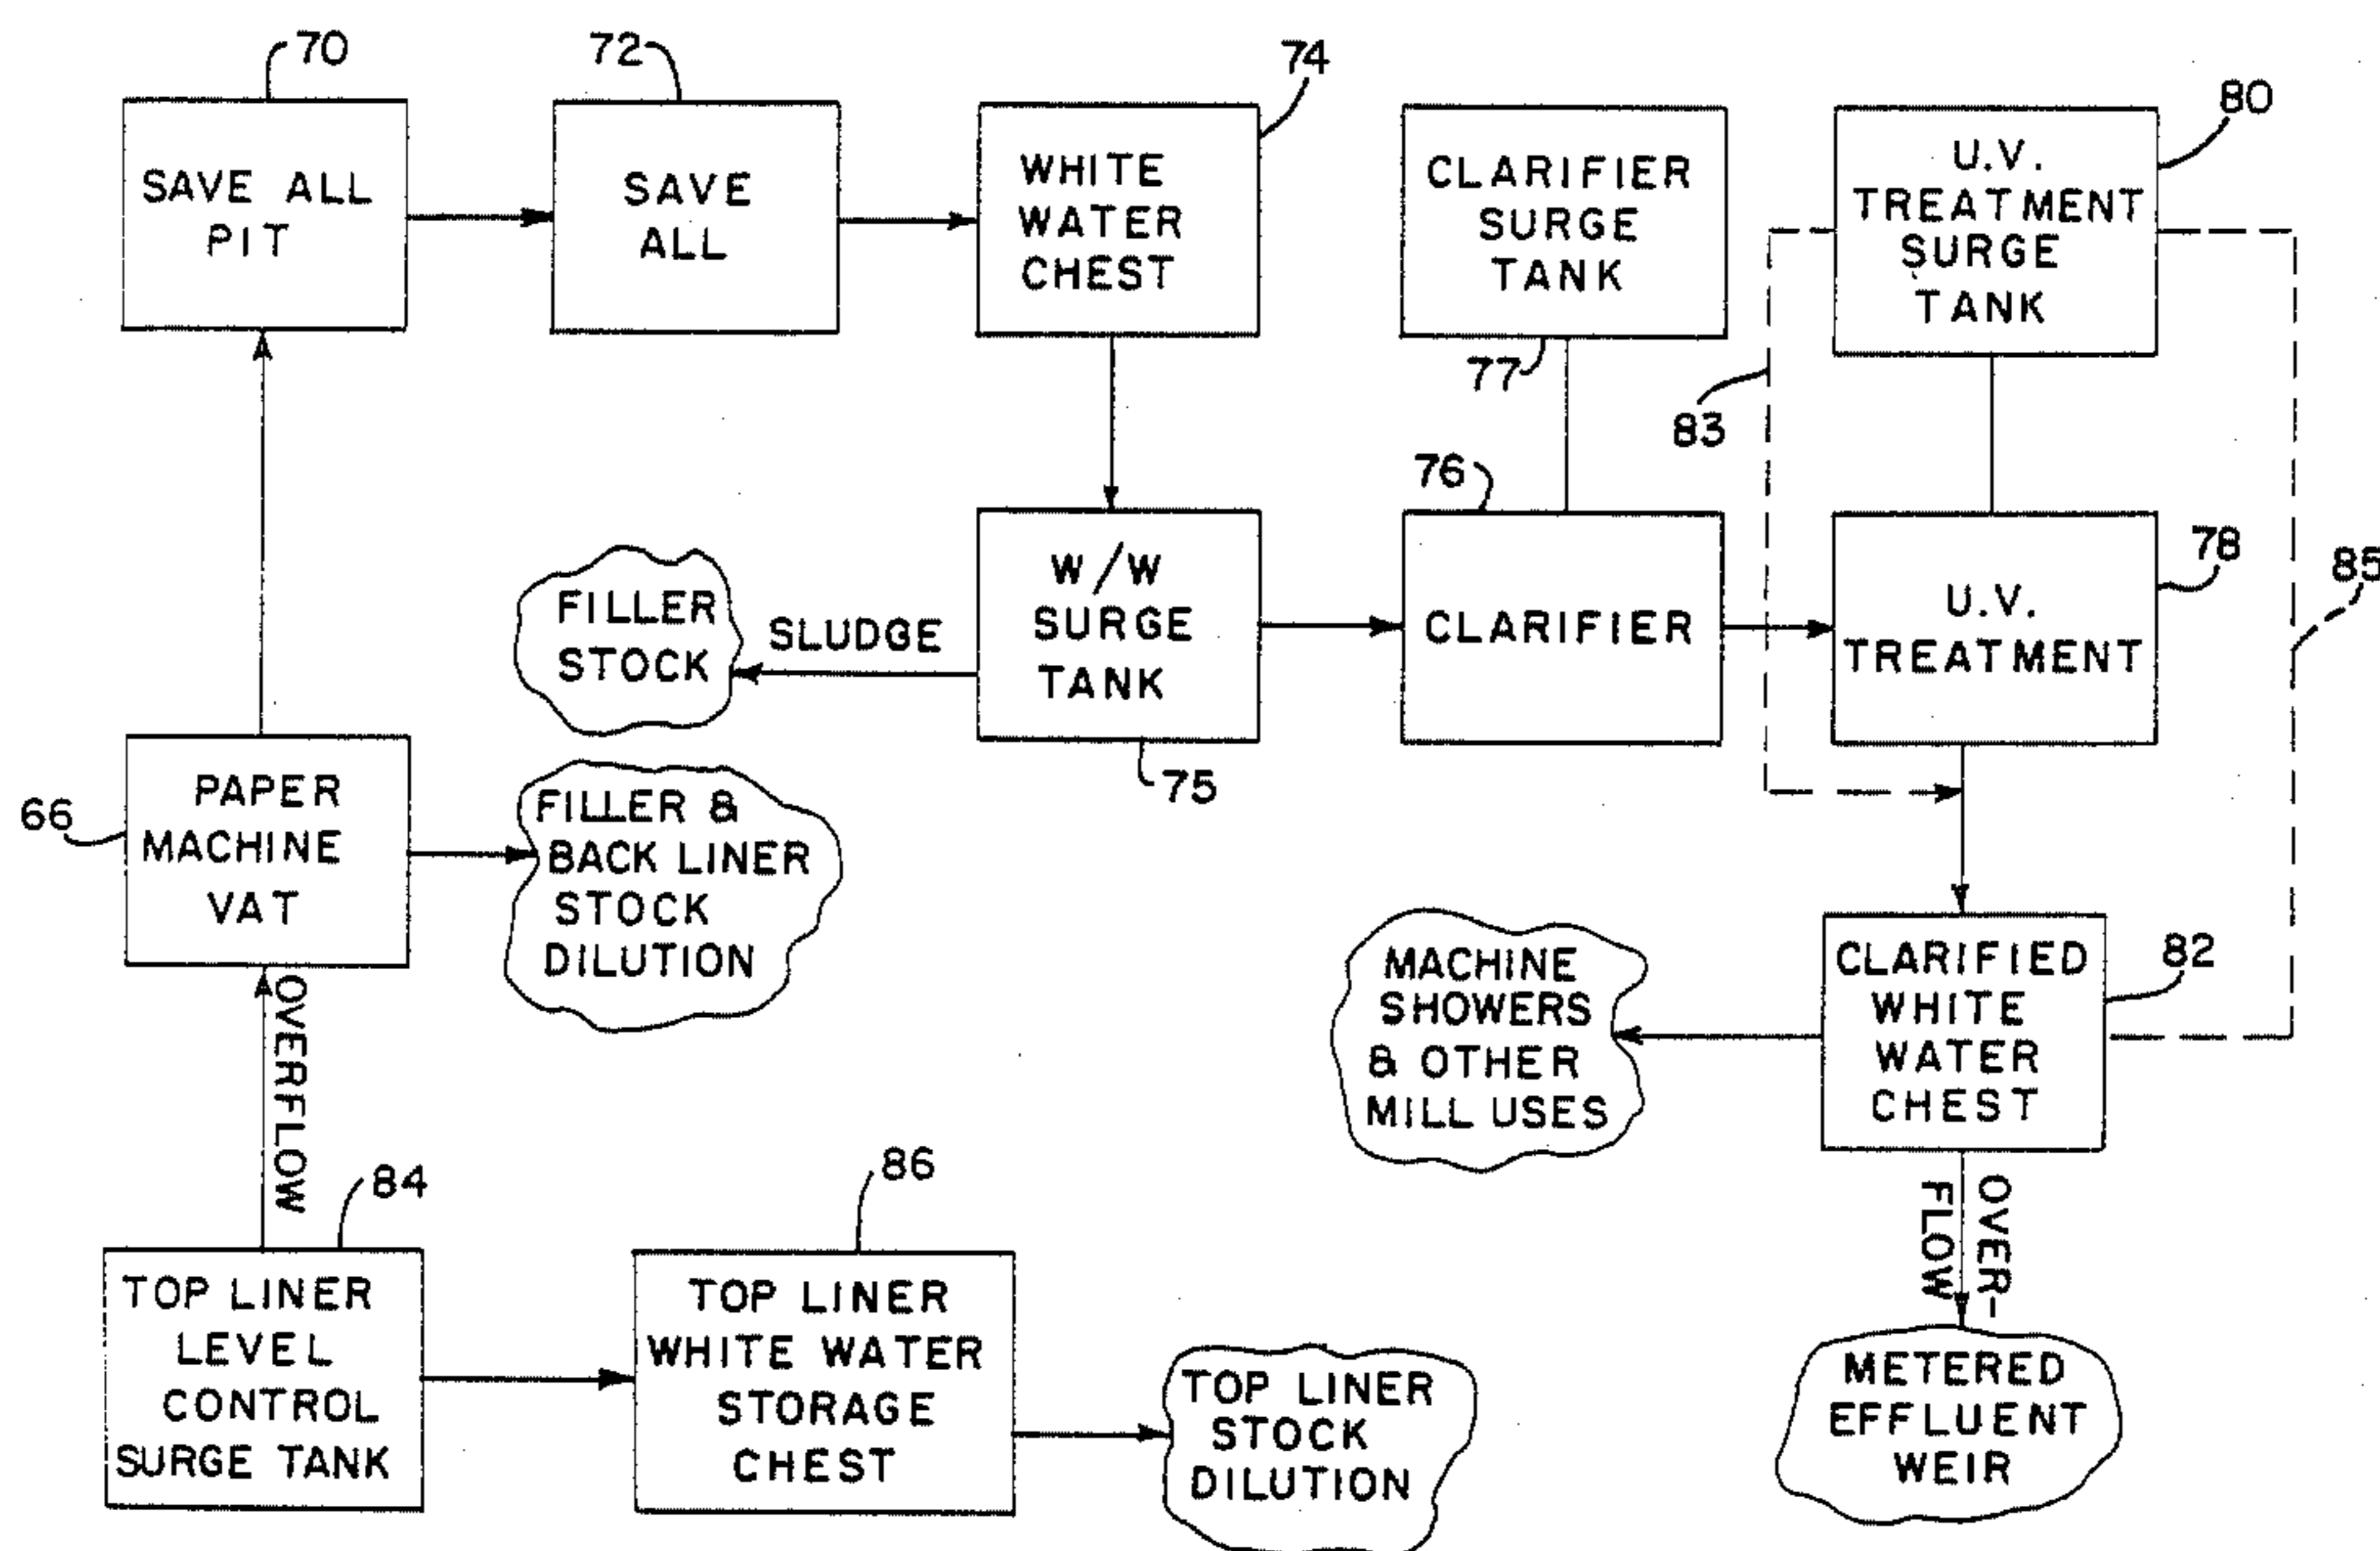 70
72
74
80
SAVE ALL
PIT
SAVE
ALL
WHITE
WATER
CHEST
CLARIFIER
SURGE
TANK
U.V.
TREATMENT
SURGE
TANK
77
83
76
78
85
FILLER
STOCK
SLUDGE
W/W
SURGE
TANK
CLARIFIER
U.V.
TREATMENT
75
66
PAPER
MACHINE
VAT
FILLER &
BACK LINER
STOCK
DILUTION
OVERFLOW
MACHINE
SHOWERS
& OTHER
MILL USES
CLARIFIED
WHITE
WATER
CHEST
82
84
86
OVER-
FLOW
TOP LINER
LEVEL
CONTROL
SURGE TANK
TOP LINER
WHITE WATER
STORAGE
CHEST
TOP LINER
STOCK
DILUTION
METERED
EFFLUENT
WEIR